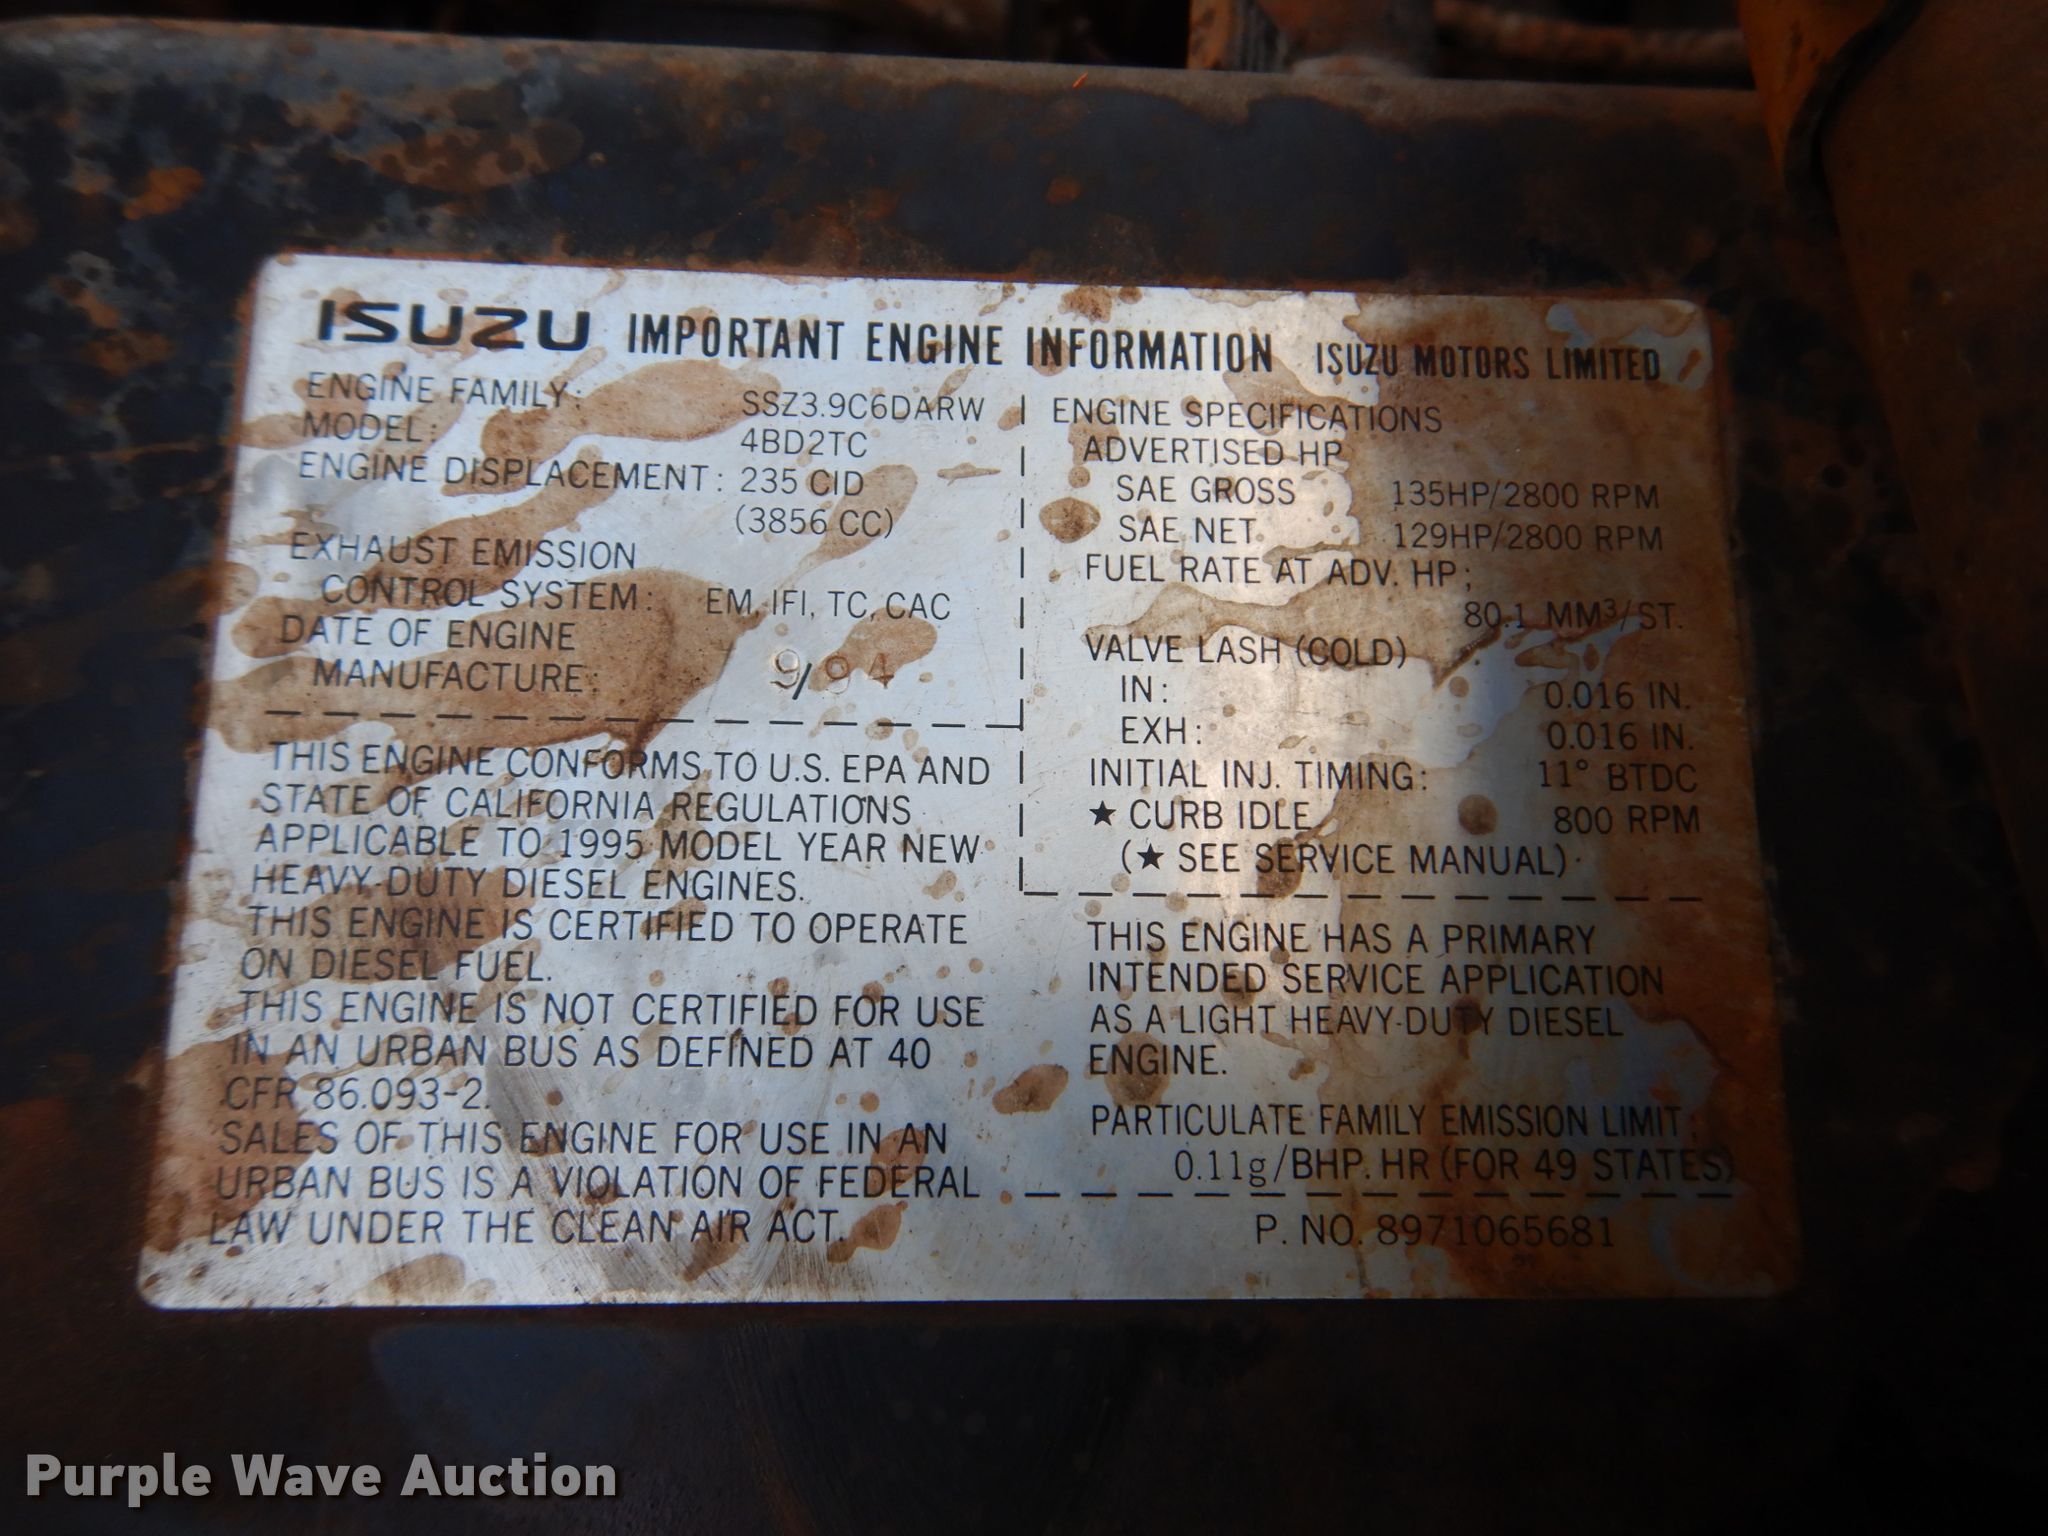 ISUZU IMPORTANT ENGINE INFORMATION ISUZU MOTORS LIMITED
ENGINE FAMILY: SSZ3.9C6DARW
MODEL: 4BD2TC
ENGINE DISPLACEMENT: 235 CID
(3856 CC)
EXHAUST EMISSION
CONTROL SYSTEM: EM, IFI, TC, CAC
DATE OF ENGINE
MANUFACTURE: 9/94
THIS ENGINE CONFORMS TO U.S. EPA AND
STATE OF CALIFORNIA REGULATIONS
APPLICABLE TO 1995 MODEL YEAR NEW
HEAVY-DUTY DIESEL ENGINES.
THIS ENGINE IS CERTIFIED TO OPERATE
ON DIESEL FUEL.
THIS ENGINE IS NOT CERTIFIED FOR USE
IN AN URBAN BUS AS DEFINED AT 40
CFR 86.093-2.
SALES OF THIS ENGINE FOR USE IN AN
URBAN BUS IS A VIOLATION OF FEDERAL
LAW UNDER THE CLEAN AIR ACT.
ENGINE SPECIFICATIONS
ADVERTISED HP
SAE GROSS 135HP/2800 RPM
SAE NET 129HP/2800 RPM
FUEL RATE AT ADV. HP;
80.1 MM³/ST.
VALVE LASH (COLD)
IN: 0.016 IN.
EXH: 0.016 IN.
INITIAL INJ. TIMING: 11° BTDC
★ CURB IDLE 800 RPM
(★ SEE SERVICE MANUAL)
THIS ENGINE HAS A PRIMARY
INTENDED SERVICE APPLICATION
AS A LIGHT HEAVY-DUTY DIESEL
ENGINE.
PARTICULATE FAMILY EMISSION LIMIT;
0.11g/BHP.HR (FOR 49 STATES)
P. NO. 8971065681
Purple Wave Auction